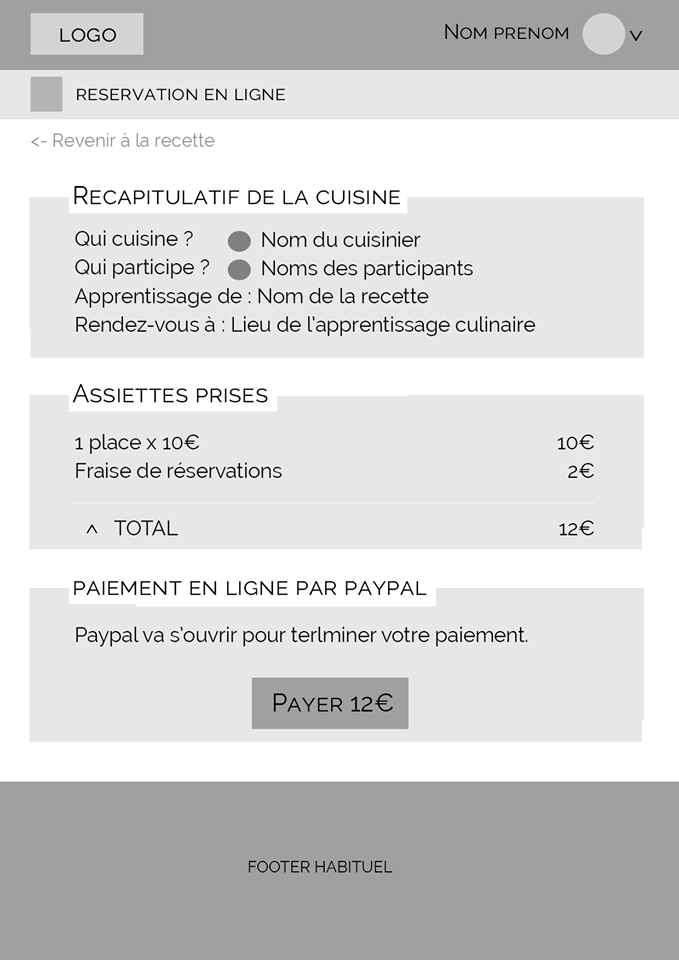 LOGO
NOM PRENOM
RESERVATION EN LIGNE
<- Revenir à la recette
RECAPITULATIF DE LA CUISINE
Qui cuisine ? Nom du cuisinier
Qui participe ? Noms des participants
Apprentissage de : Nom de la recette
Rendez-vous à : Lieu de l'apprentissage culinaire
ASSIETTES PRISES
1 place x 10€ 10€
Fraise de réservations 2€
^ TOTAL 12€
PAIEMENT EN LIGNE PAR PAYPAL
Paypal va s'ouvrir pour terlminer votre paiement.
PAYER 12€
FOOTER HABITUEL